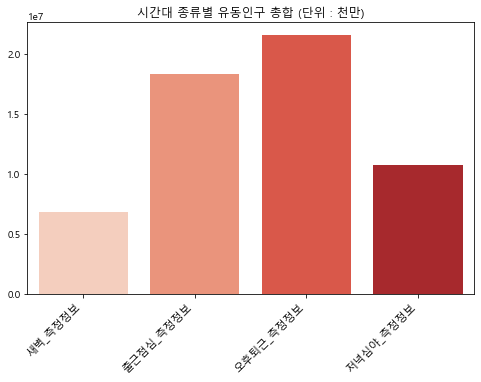 시간대 종류별 유동인구 총합 (단위 : 천만)
1e7
2.0
1.5
1.0
0.5
0.0
새벽_측정정보
출근점심_측정정보
오후퇴근_측정정보
저녁심야_측정정보